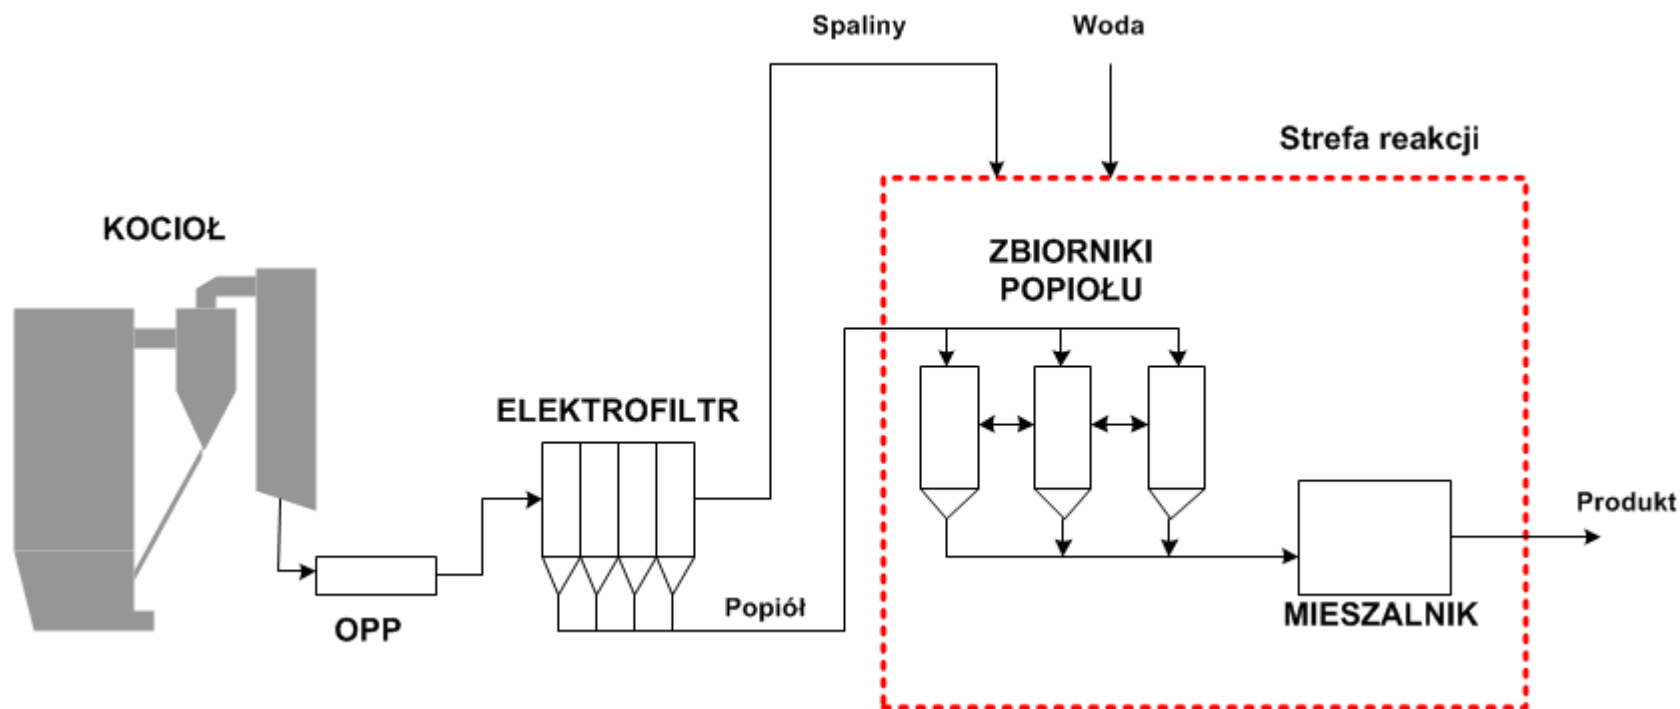 Spaliny
Woda
Strefa reakcji
KOCIOŁ
ZBIORNIKI
POPIOŁU
ELEKTROFILTR
Produkt
Popiół
OPP
MIESZALNIK